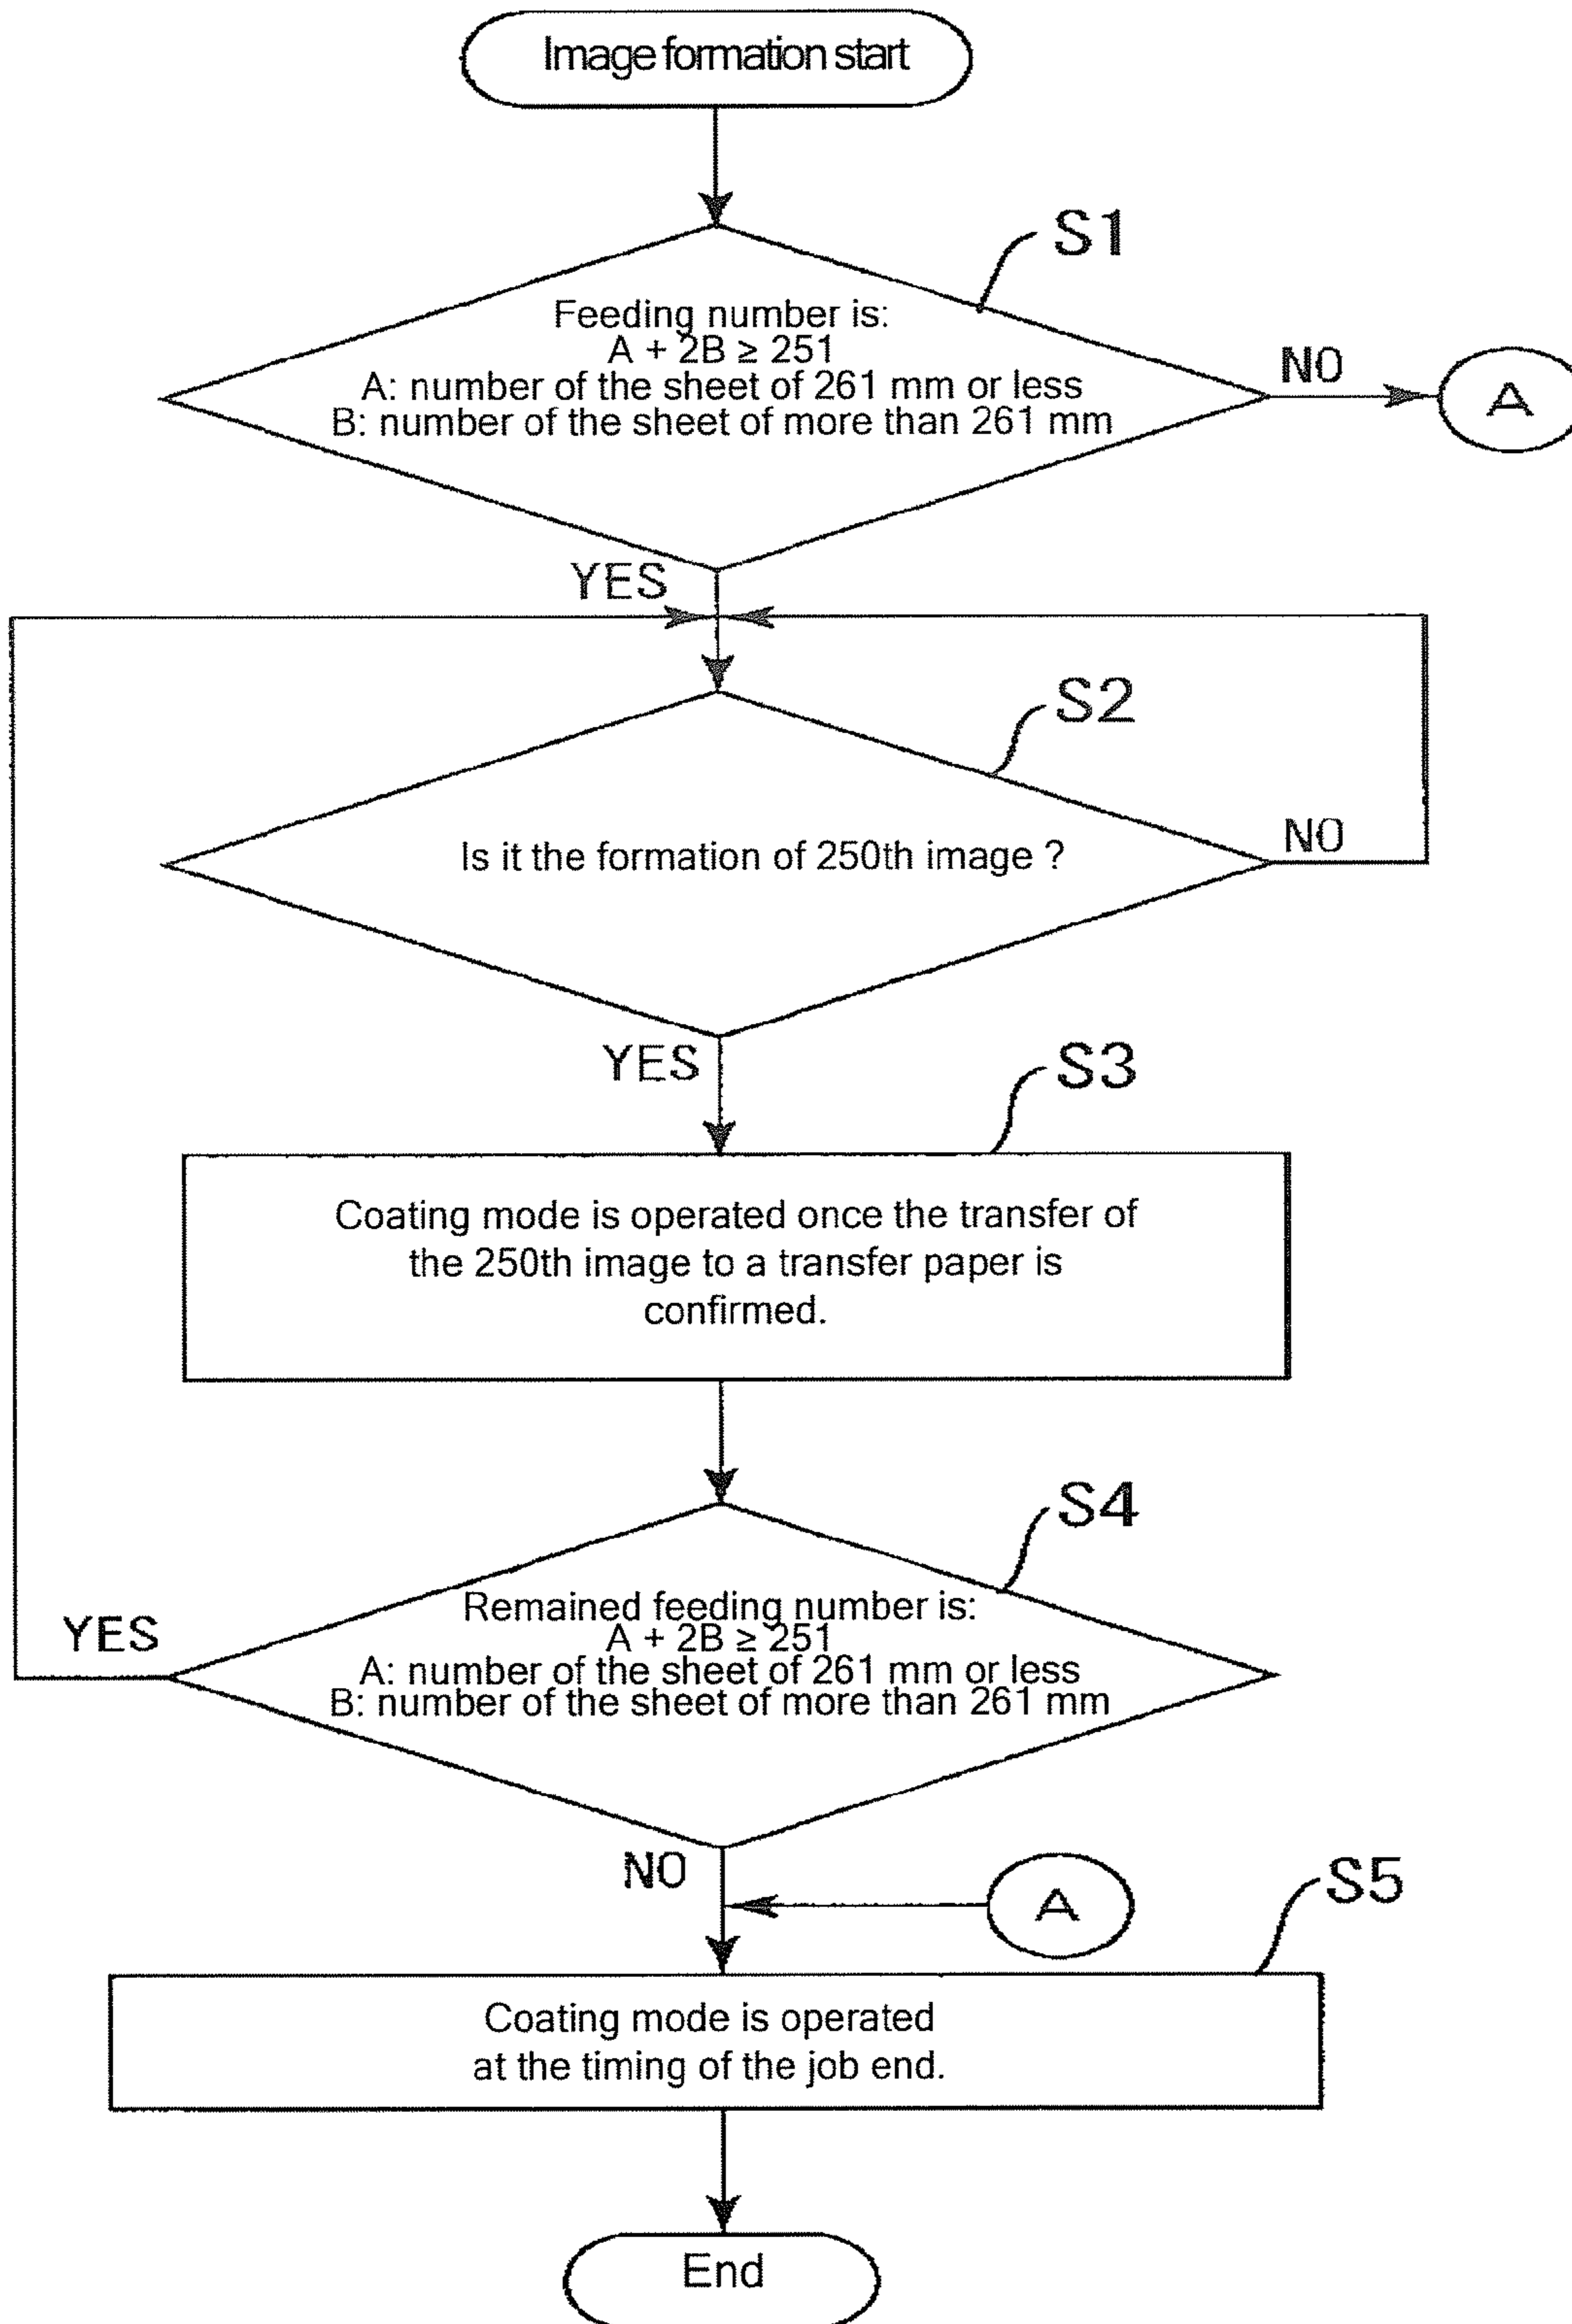 Image formation start
S1
Feeding number is:
A + 2B ≥ 251
A: number of the sheet of 261 mm or less
B: number of the sheet of more than 261 mm
NO
A
YES
S2
Is it the formation of 250th image ?
NO
YES
S3
Coating mode is operated once the transfer of
the 250th image to a transfer paper is
confirmed.
S4
Remained feeding number is:
A + 2B ≥ 251
A: number of the sheet of 261 mm or less
B: number of the sheet of more than 261 mm
YES
NO
A
S5
Coating mode is operated
at the timing of the job end.
End